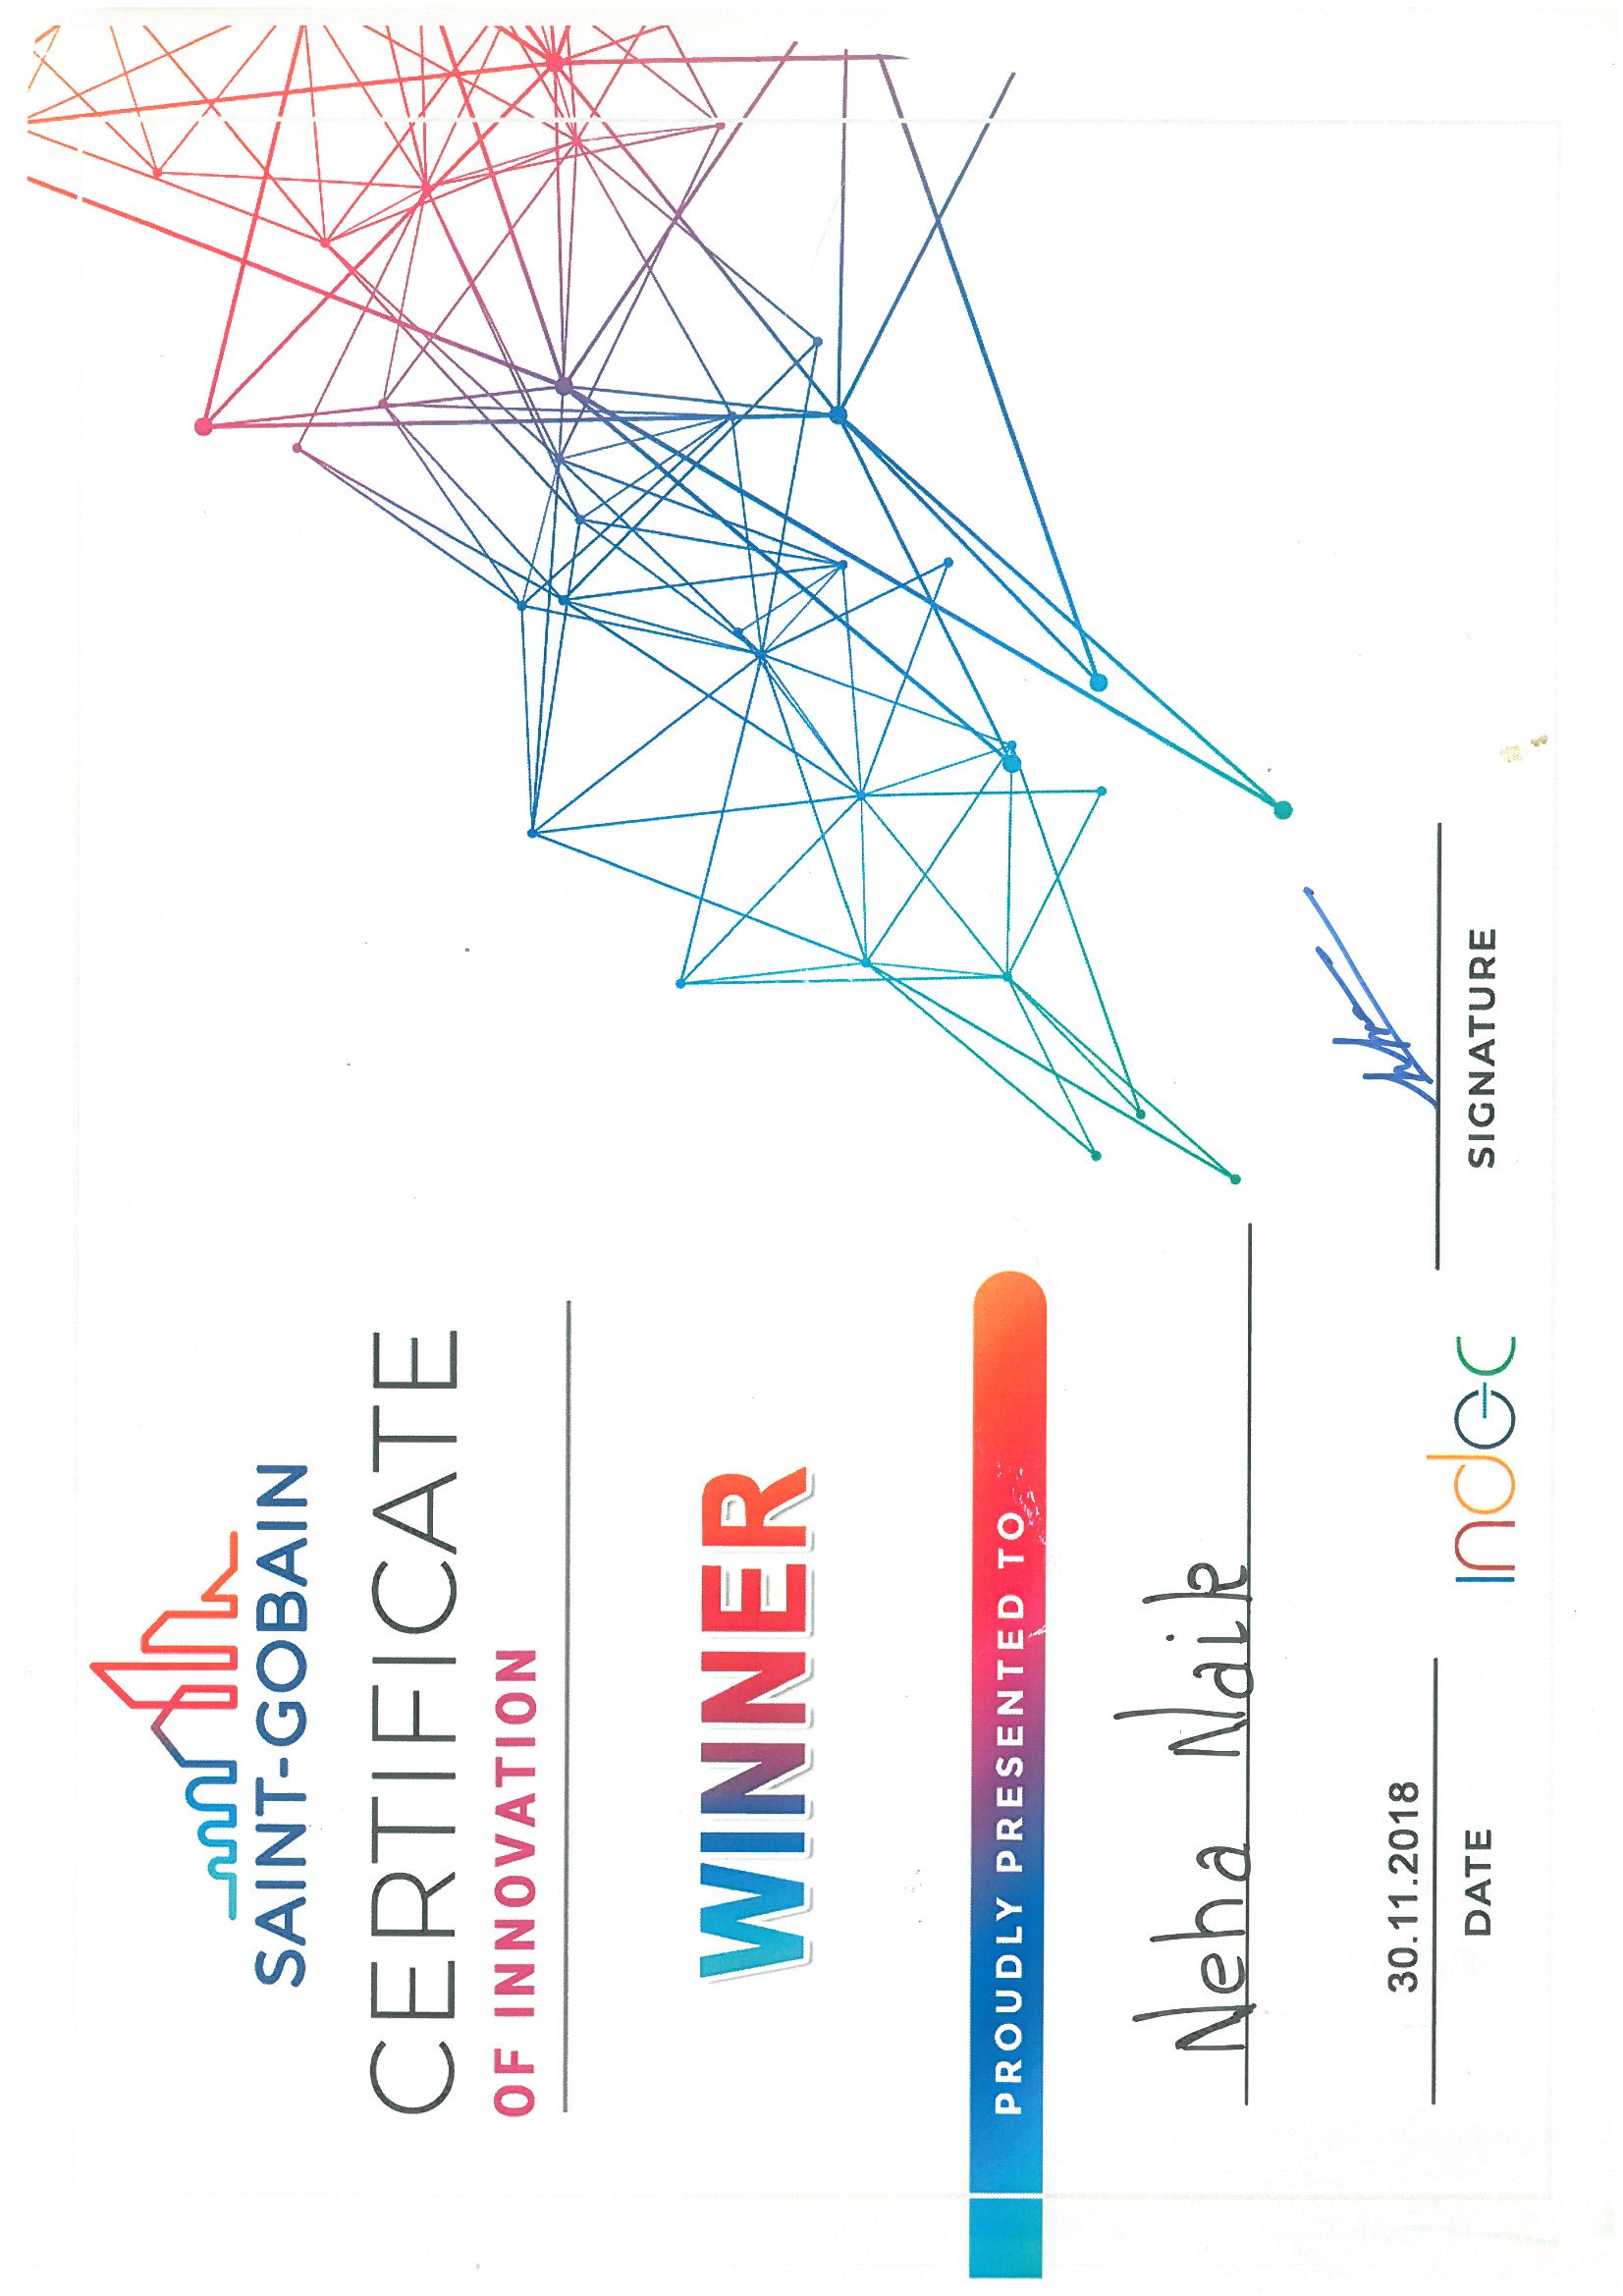 SAINT-GOBAIN
CERTIFICATE
OF INNOVATION
WINNER
PROUDLY PRESENTED TO
Neha Naik
30.11.2018
DATE
indec
SIGNATURE